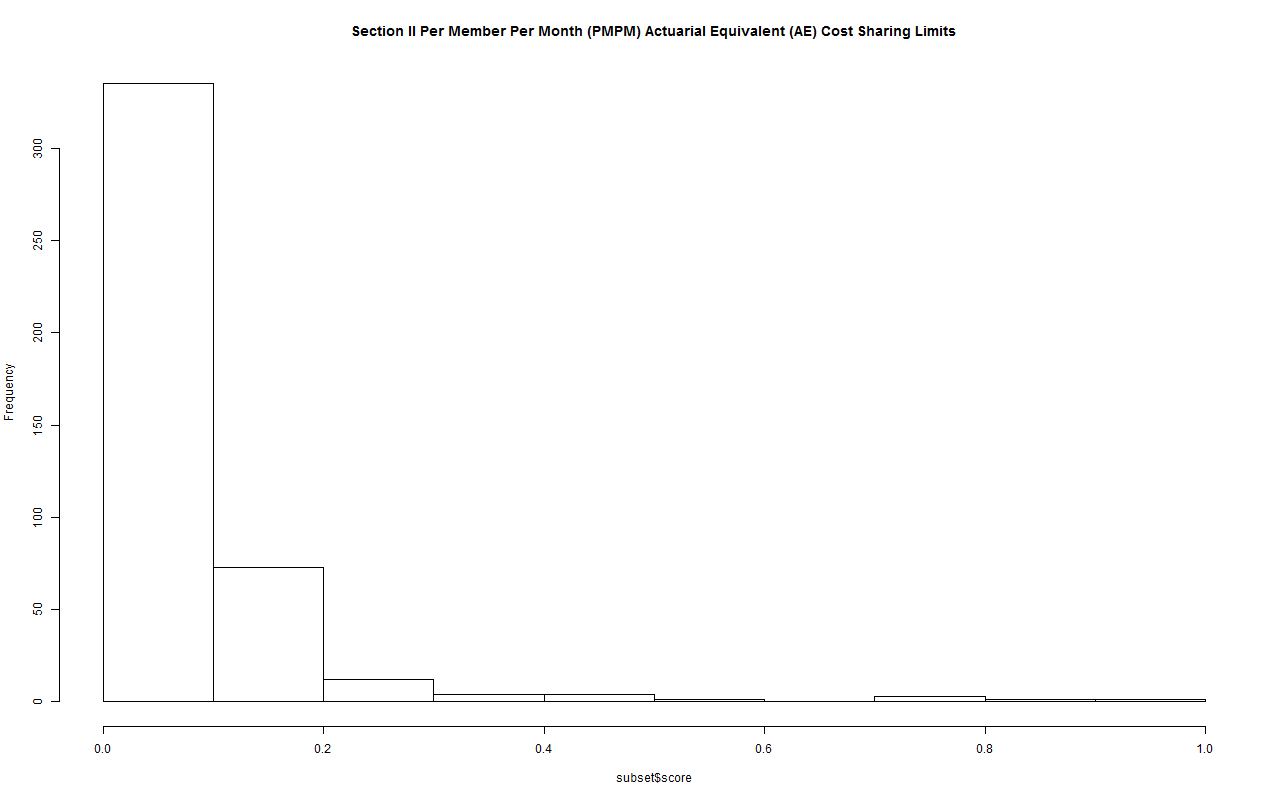 Section II Per Member Per Month (PMPM) Actuarial Equivalent (AE) Cost Sharing Limits
Frequency
300
250
200
150
100
50
0
0.0 0.2 0.4 0.6 0.8 1.0
subset$score